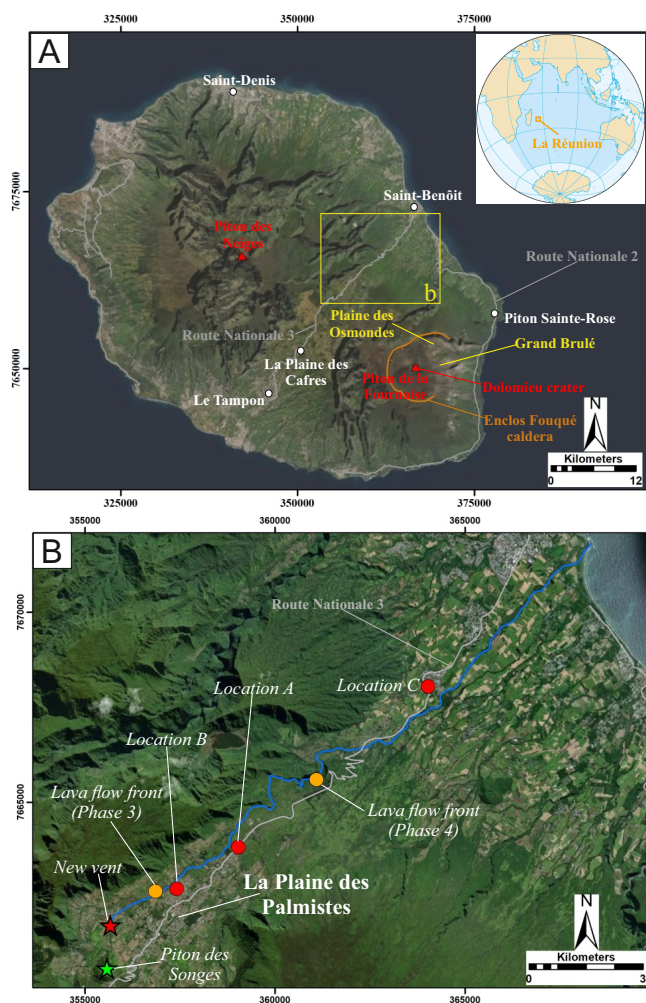 325000
350000
375000
A
Saint-Denis
La Réunion
7675000
Saint-Benôit
Piton des
Neiges
Route Nationale 2
b
Plaine des
Osmondes
Piton Sainte-Rose
Route Nationale 3
Grand Brulé
La Plaine des
Cafres
7650000
Piton de la
Fournaise
Dolomien crater
Le Tampon
Enclos Fouqué
caldera
N
Kilometers
0
12
325000
350000
375000
355000
360000
365000
B
7670000
Route Nationale 3
Location A
Location C
Location B
Lava flow front
(Phase 3)
7665000
Lava flow front
(Phase 4)
New vent
La Plaine des
Palmistes
Piton des
Songes
N
Kilometers
0
3
355000
360000
365000